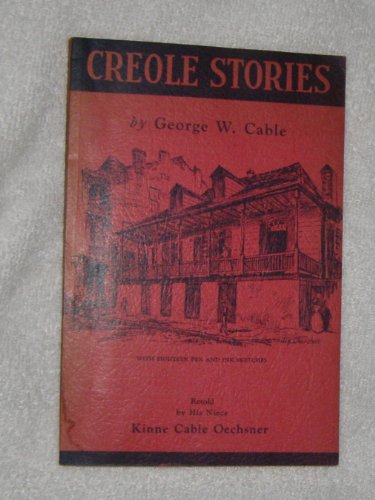 CREOLE STORIES
by George W. Cable
WITH EIGHTEEN PEN AND INK SKETCHES
Retold
by His Niece
Kinne Cable Oechsner